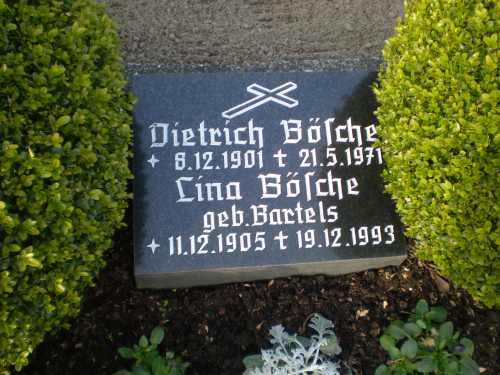 Dietrich Böſche
✦ 8.12.1901 ✝ 21.5.1971
Lina Böſche
geb.Bartels
✦ 11.12.1905 ✝ 19.12.1993